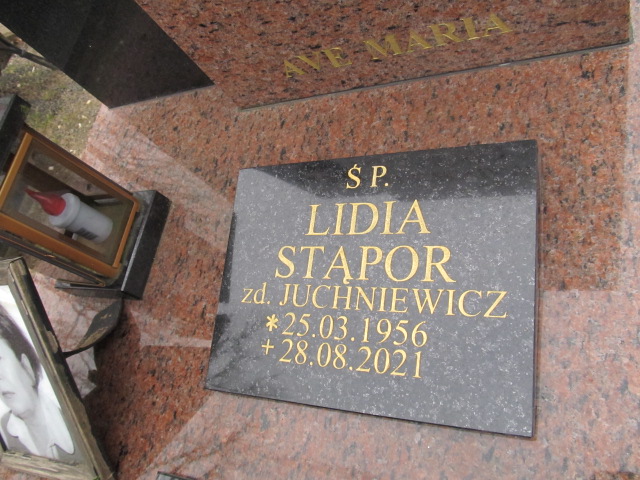 AVE MARIA
Ś P.
LIDIA
STĄPOR
zd. JUCHNIEWICZ
*25.03.1956
+28.08.2021